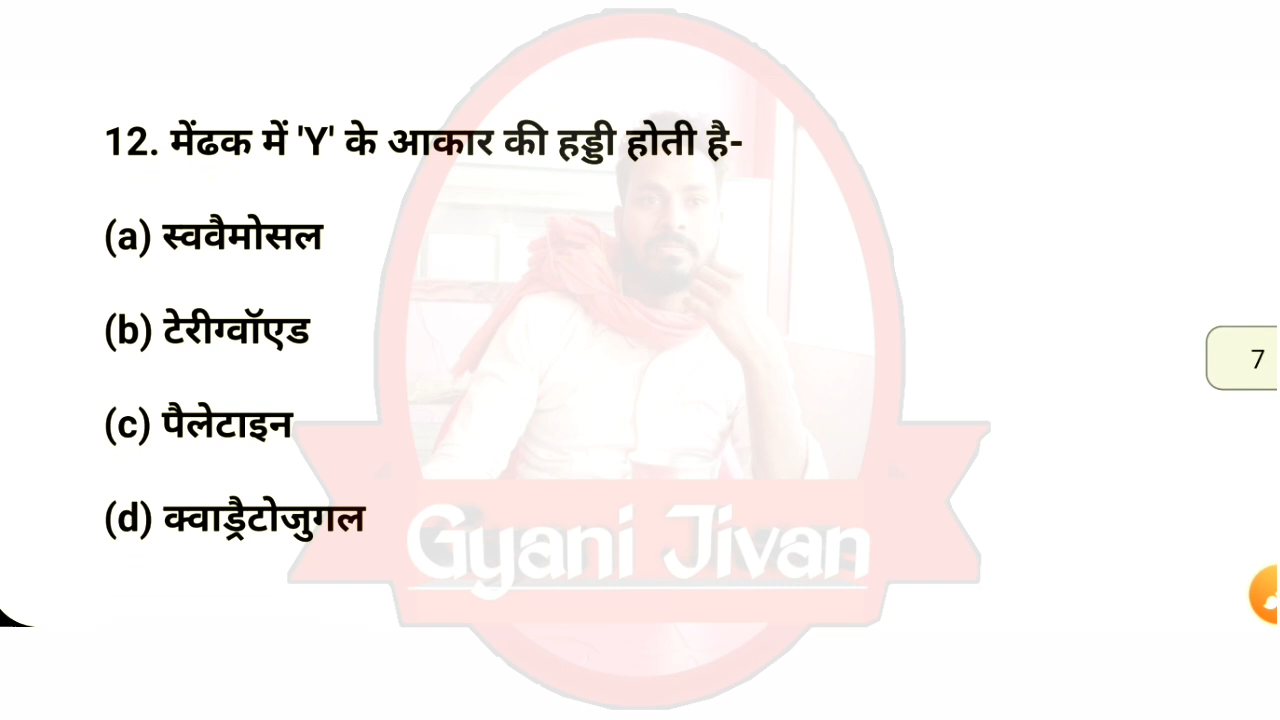 12. मेंढक में 'Y' के आकार की हड्डी होती है-
(a) स्ववैमोसल
(b) टेरीग्वॉएड
(c) पैलेटाइन
(d) क्वाड्रैटोजुगल
7
Gyani Jivan